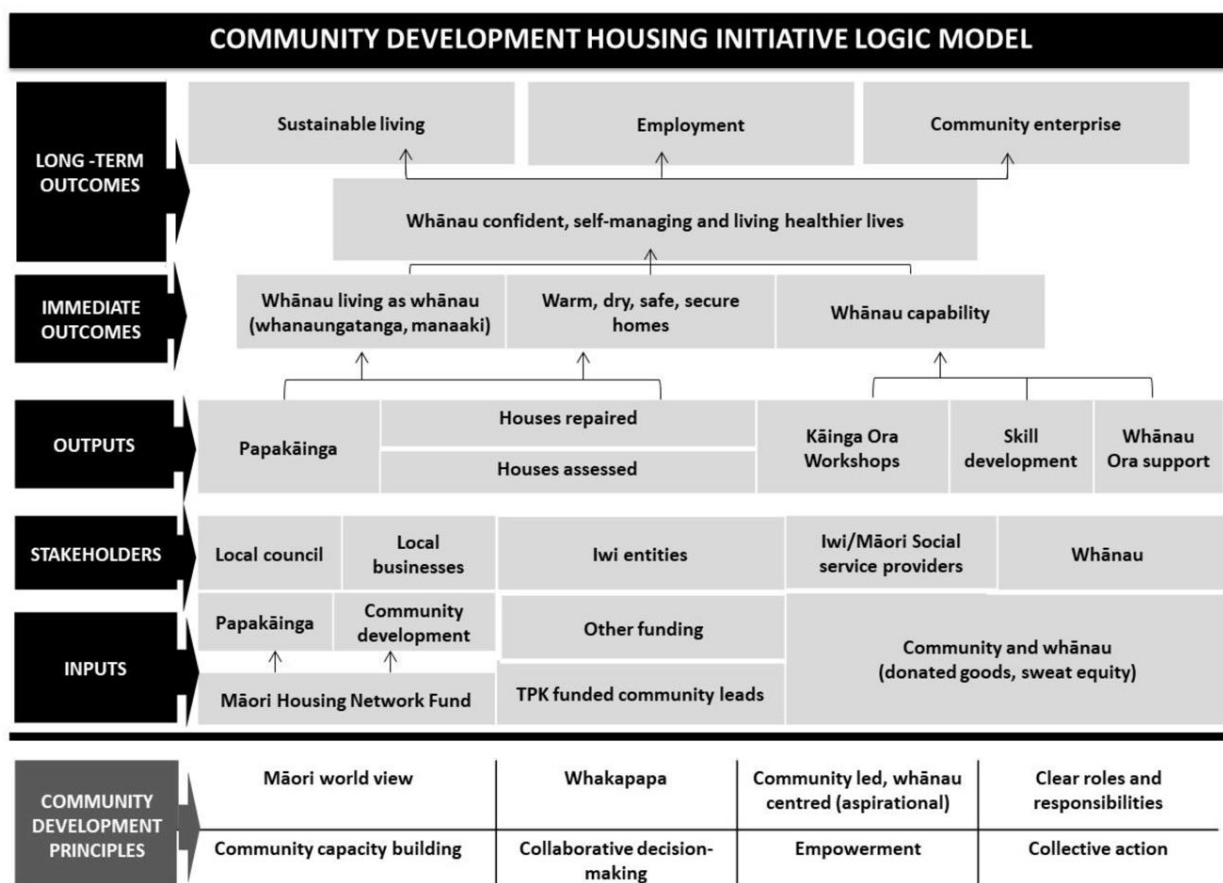 COMMUNITY DEVELOPMENT HOUSING INITIATIVE LOGIC MODEL
LONG -TERM
OUTCOMES
Sustainable living
Employment
Community enterprise
Whānau confident, self-managing and living healthier lives
IMMEDIATE
OUTCOMES
Whānau living as whānau
(whanaungatanga, manaaki)
Warm, dry, safe, secure
homes
Whānau capability
OUTPUTS
Papakāinga
Houses repaired
Houses assessed
Kāinga Ora
Workshops
Skill
development
Whānau
Ora support
STAKEHOLDERS
Local council
Local
businesses
Iwi entities
Iwi/Māori Social
service providers
Whānau
INPUTS
Papakāinga
Community
development
Māori Housing Network Fund
Other funding
TPK funded community leads
Community and whānau
(donated goods, sweat equity)
COMMUNITY
DEVELOPMENT
PRINCIPLES
Māori world view
Whakapapa
Community led, whānau
centred (aspirational)
Clear roles and
responsibilities
Community capacity building
Collaborative decision-
making
Empowerment
Collective action